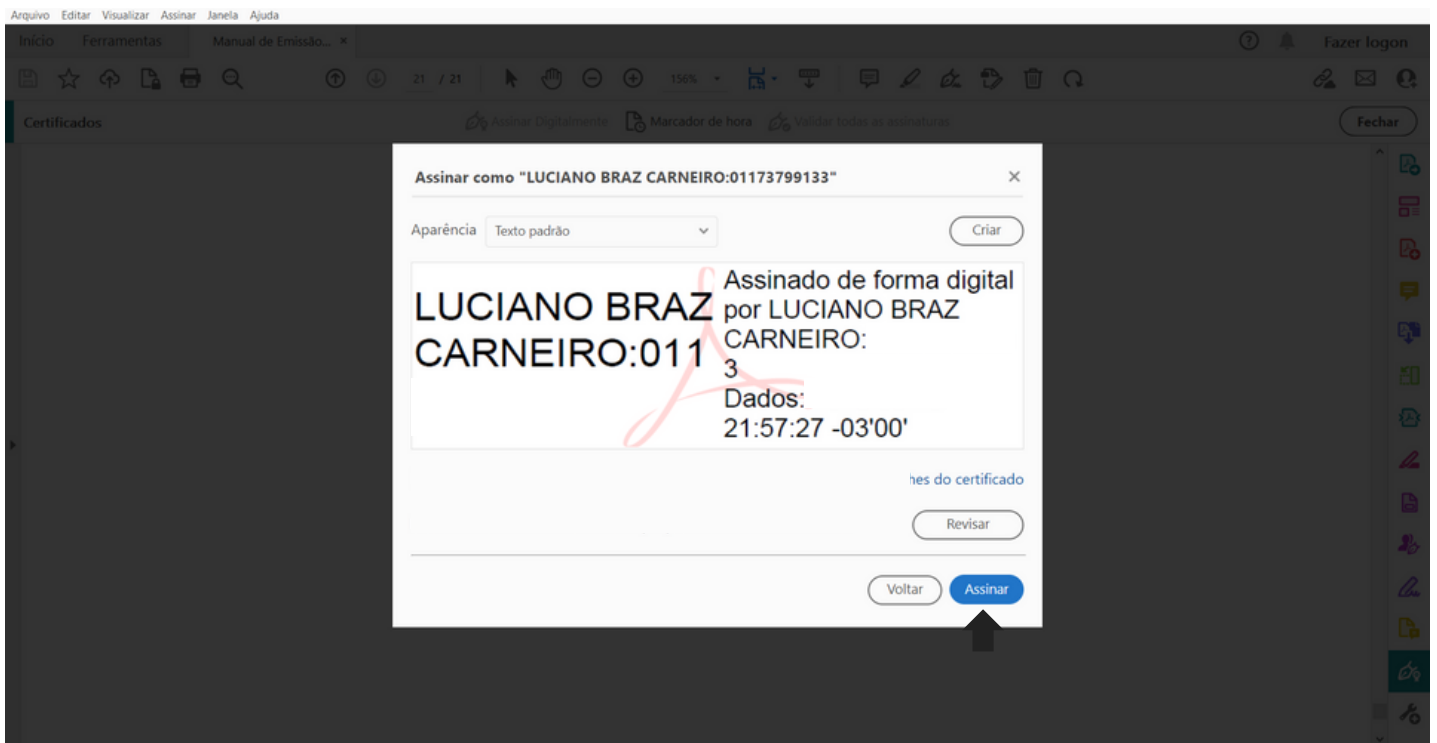 Arquivo Editar Visualizar Assinar Janela Ajuda
Início Ferramentas Manual de Emissão... × Fazer logon
21 / 21 156%
Certificados Assinar Digitalmente Marcador de hora Validar todas as assinaturas Fechar
Assinar como "LUCIANO BRAZ CARNEIRO:01173799133"
Aparência Texto padrão Criar
LUCIANO BRAZ
CARNEIRO:011
Assinado de forma digital
por LUCIANO BRAZ
CARNEIRO:
3
Dados:
21:57:27 -03'00'
hes do certificado
Revisar
Voltar Assinar